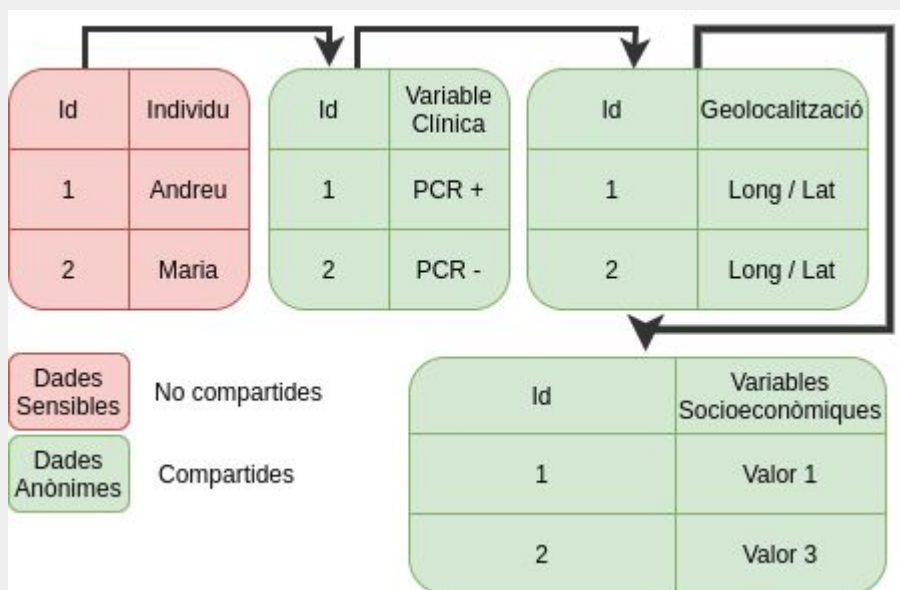 Id Individu
1 Andreu
2 Maria
Id Variable
Clínica
1 PCR +
2 PCR -
Id Geolocalització
1 Long / Lat
2 Long / Lat
Dades
Sensibles
No compartides
Dades
Anònimes
Compartides
Id Variables
Socioeconòmiques
1 Valor 1
2 Valor 3